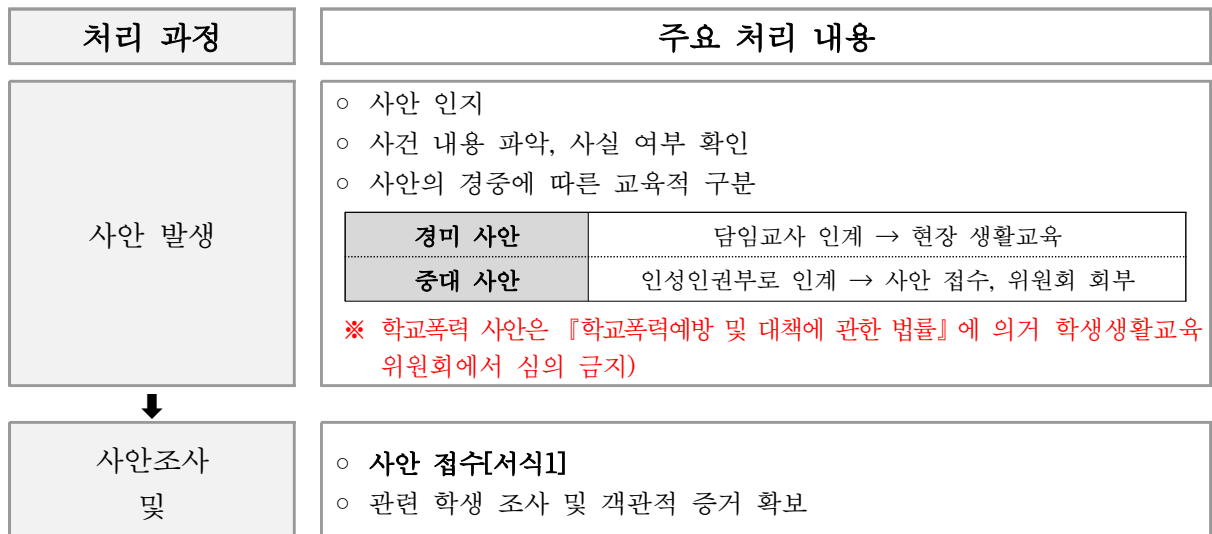 처리 과정
주요 처리 내용
사안 발생
○ 사안 인지
○ 사건 내용 파악, 사실 여부 확인
○ 사안의 경중에 따른 교육적 구분
경미 사안
담임교사 인계 → 현장 생활교육
중대 사안
인성인권부로 인계 → 사안 접수, 위원회 회부
※ 학교폭력 사안은 『학교폭력예방 및 대책에 관한 법률』에 의거 학생생활교육
위원회에서 심의 금지)
⬇
사안조사
및
○ 사안 접수[서식1]
○ 관련 학생 조사 및 객관적 증거 확보